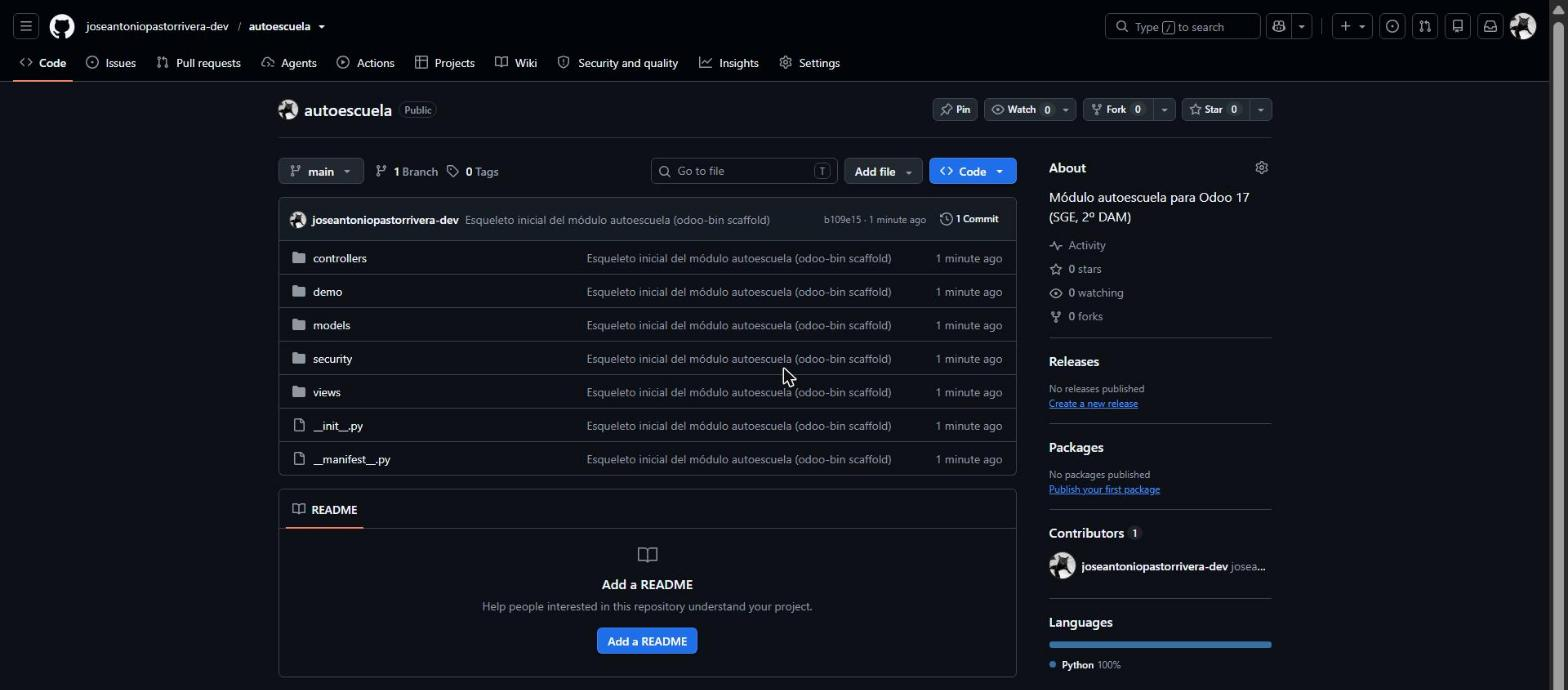 joseantoniopastorrivera-dev / autoescuela
Type / to search
Code Issues Pull requests Agents Actions Projects Wiki Security and quality Insights Settings
autoescuela Public
Pin Watch 0 Fork 0 Star 0
main 1 Branch 0 Tags Go to file T Add file Code
joseantoniopastorrivera-dev Esqueleto inicial del módulo autoescuela (odoo-bin scaffold) b109e15 · 1 minute ago 1 Commit
controllers Esqueleto inicial del módulo autoescuela (odoo-bin scaffold) 1 minute ago
demo Esqueleto inicial del módulo autoescuela (odoo-bin scaffold) 1 minute ago
models Esqueleto inicial del módulo autoescuela (odoo-bin scaffold) 1 minute ago
security Esqueleto inicial del módulo autoescuela (odoo-bin scaffold) 1 minute ago
views Esqueleto inicial del módulo autoescuela (odoo-bin scaffold) 1 minute ago
__init__.py Esqueleto inicial del módulo autoescuela (odoo-bin scaffold) 1 minute ago
__manifest__.py Esqueleto inicial del módulo autoescuela (odoo-bin scaffold) 1 minute ago
README
Add a README
Help people interested in this repository understand your project.
Add a README
About
Módulo autoescuela para Odoo 17
(SGE, 2º DAM)
Activity
0 stars
0 watching
0 forks
Releases
No releases published
Create a new release
Packages
No packages published
Publish your first package
Contributors 1
joseantoniopastorrivera-dev josea...
Languages
Python 100%